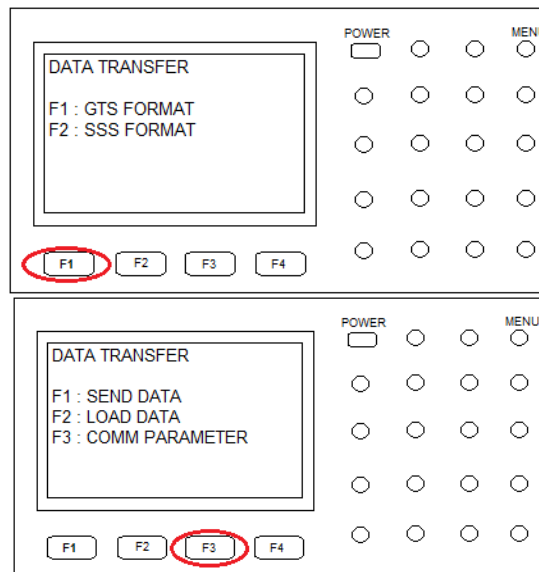 POWER
MENU
DATA TRANSFER
F1 : GTS FORMAT
F2 : SSS FORMAT
F1 F2 F3 F4
POWER
MENU
DATA TRANSFER
F1 : SEND DATA
F2 : LOAD DATA
F3 : COMM PARAMETER
F1 F2 F3 F4